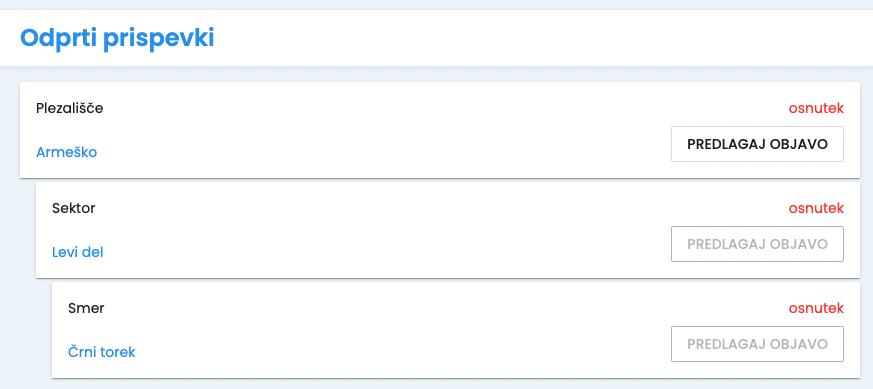 Odprti prispevki
Plezališče
osnutek
Armeško
PREDLAGAJ OBJAVO
Sektor
osnutek
Levi del
PREDLAGAJ OBJAVO
Smer
osnutek
Črni torek
PREDLAGAJ OBJAVO